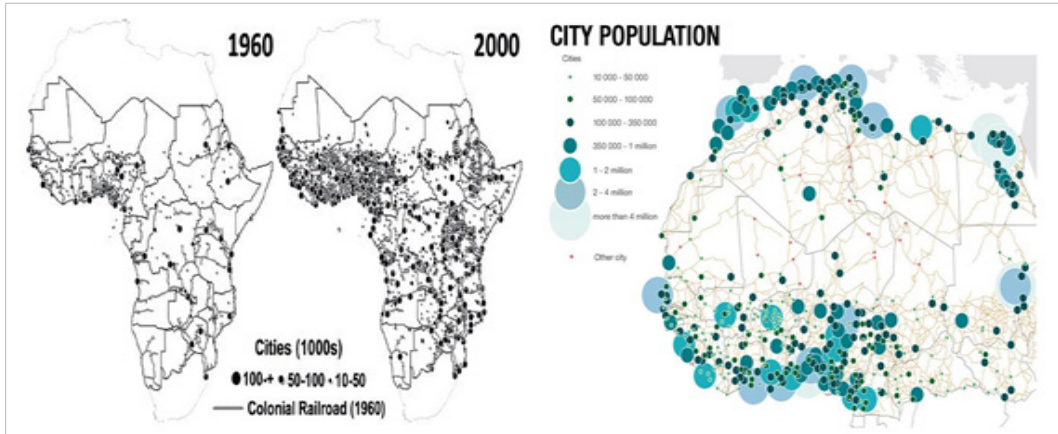 1960
2000
Cities (1000s)
100-+ 50-100 10-50
Colonial Railroad (1960)
CITY POPULATION
Cities
10 000 - 50 000
50 000 - 100 000
100 000 - 350 000
350 000 - 1 million
1 - 2 million
2 - 4 million
more than 4 million
Other city